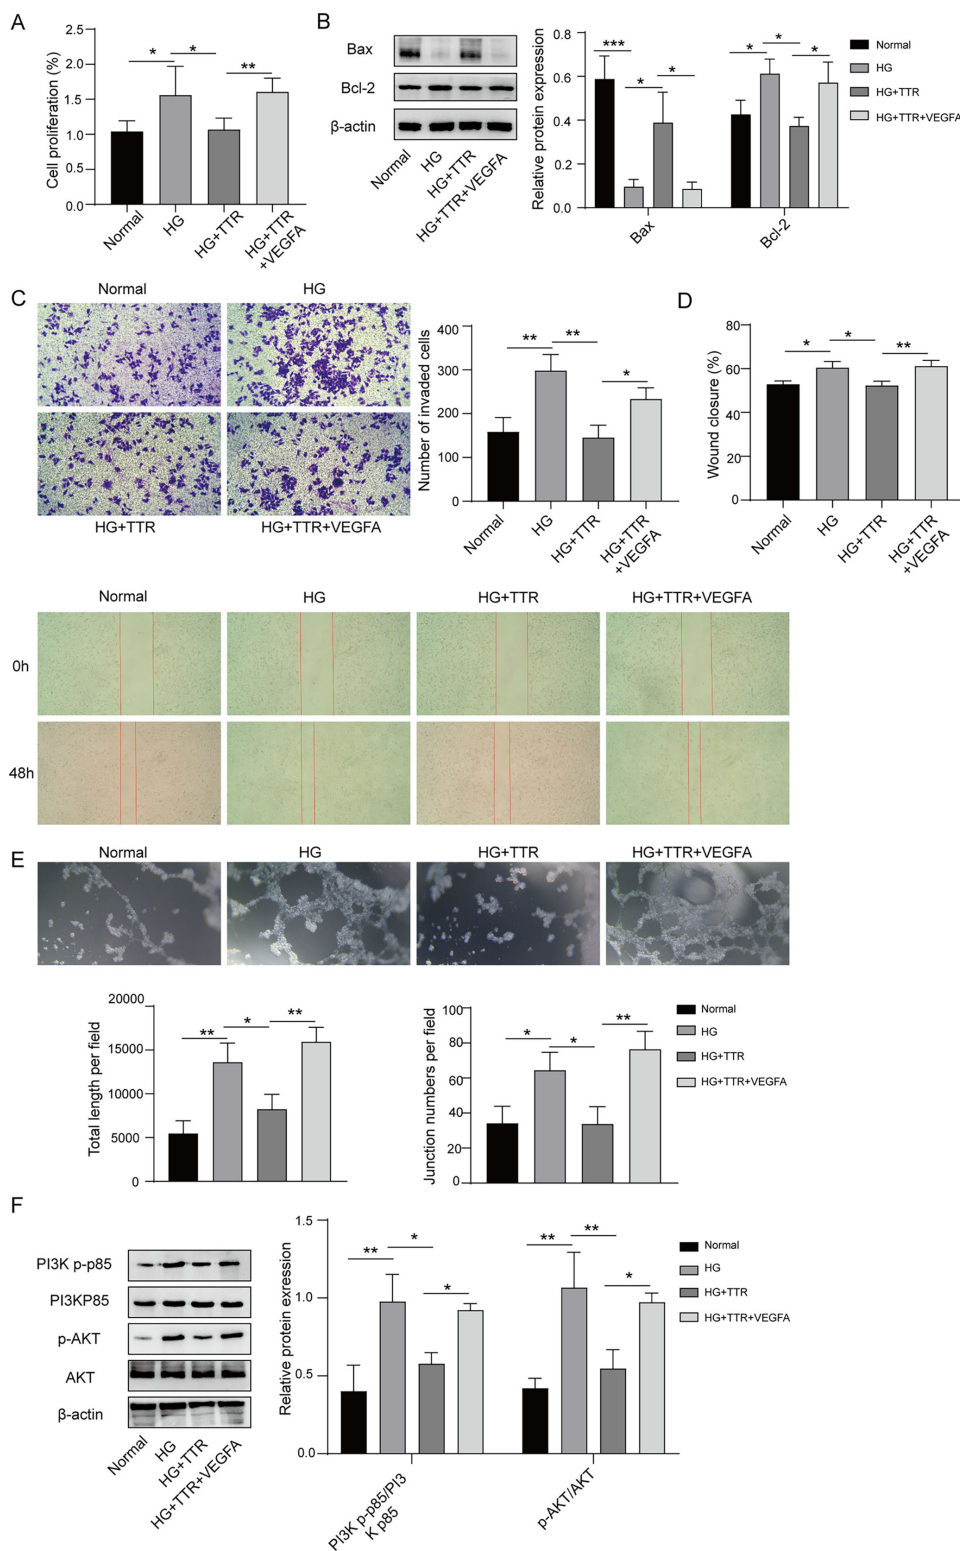 A
Cell proliferation (%)
2.5
2.0
1.5
1.0
0.0
*
*
**
Normal
HG
HG+TTR
HG+TTR
+VEGFA
B
Bax
Bcl-2
β-actin
Normal
HG
HG+TTR
HG+TTR+VEGFA
Relative protein expression
0.8
0.6
0.4
0.2
0.0
***
*
*
*
*
*
Bax
Bcl-2
Normal
HG
HG+TTR
HG+TTR+VEGFA
C
Normal
HG
HG+TTR
HG+TTR+VEGFA
Number of invaded cells
400
300
200
100
0
**
**
*
Normal
HG
HG+TTR
HG+TTR
+VEGFA
D
Wound closure (%)
80
60
40
20
0
*
*
**
Normal
HG
HG+TTR
HG+TTR
+VEGFA
Normal
HG
HG+TTR
HG+TTR+VEGFA
0h
48h
E
Normal
HG
HG+TTR
HG+TTR+VEGFA
Total length per field
20000
15000
10000
5000
0
**
*
**
Junction numbers per field
100
80
60
40
20
0
*
*
**
Normal
HG
HG+TTR
HG+TTR+VEGFA
F
PI3K p-p85
PI3KP85
p-AKT
AKT
β-actin
Normal
HG
HG+TTR
HG+TTR+VEGFA
Relative protein exression
1.5
1.0
0.5
0.0
**
*
*
**
**
*
PI3K p-p85/PI3
K p85
p-AKT/AKT
Normal
HG
HG+TTR
HG+TTR+VEGFA